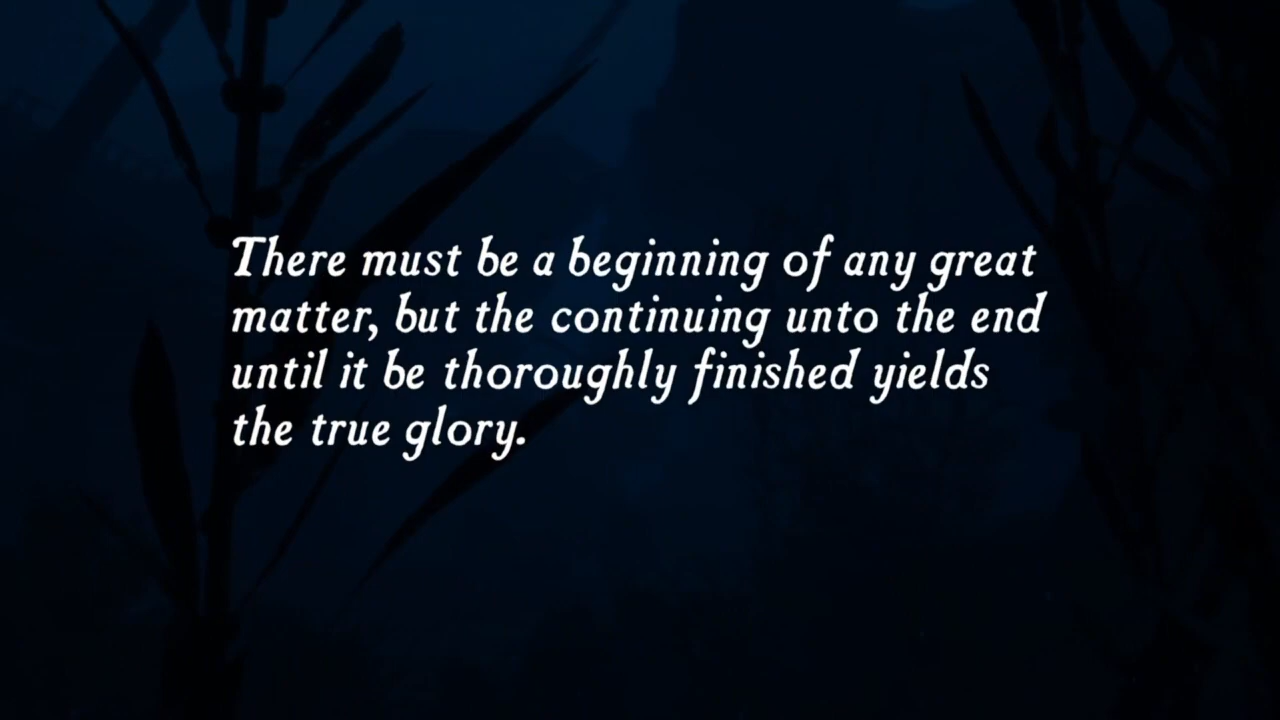 There must be a beginning of any great
matter, but the continuing unto the end
until it be thoroughly finished yields
the true glory.